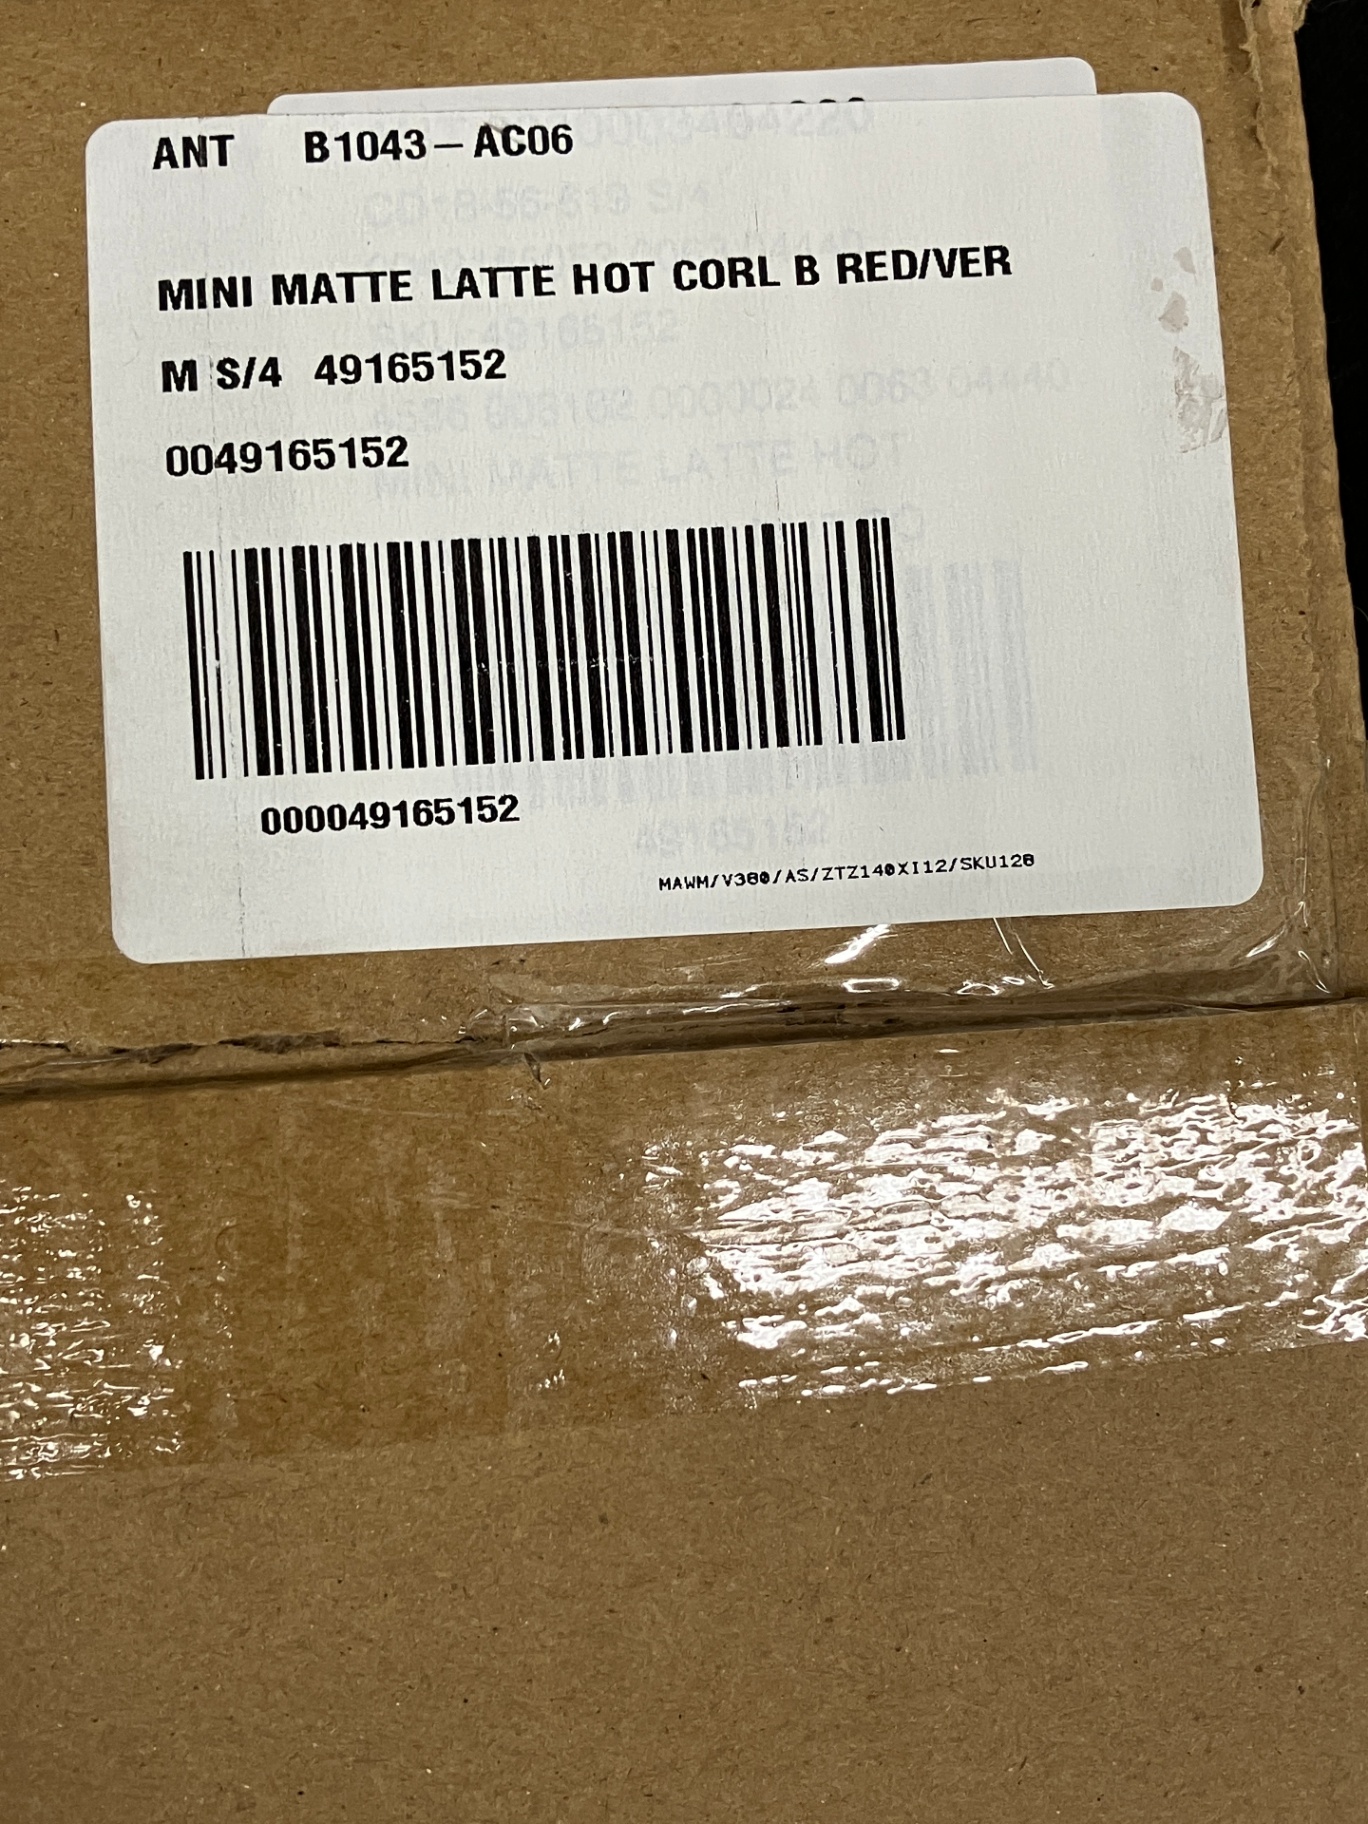 ANT B1043-AC06
MINI MATTE LATTE HOT CORL B RED/VER
M S/4 49165152
0049165152
000049165152
MAWM/V380/AS/ZTZ140XI12/SKU128